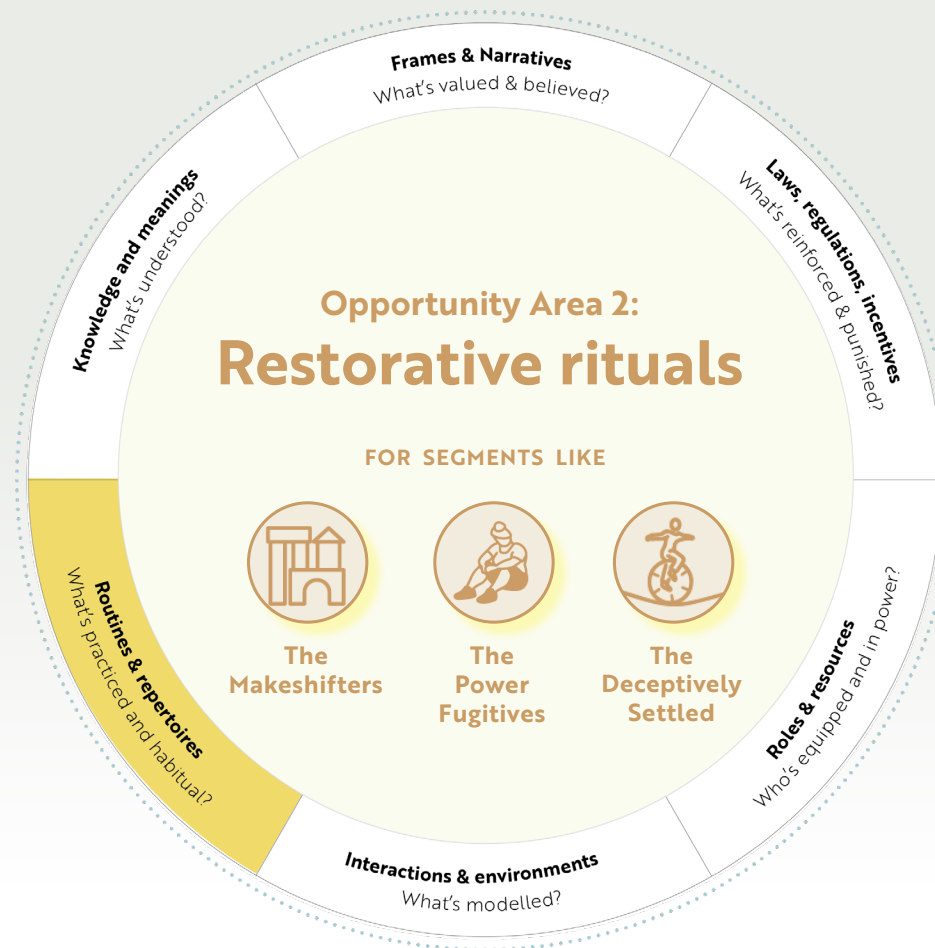 Frames & Narratives
What's valued & believed?
Laws, regulations, incentives
What's reinforced & punished?
Knowledge and meanings
What's understood?
Opportunity Area 2:
Restorative rituals
FOR SEGMENTS LIKE
The
Makeshifters
The
Power
Fugitives
The
Deceptively
Settled
Roles & resources
Who's equipped and in power?
Routines & repertoires
What's practiced and habitual?
Interactions & environments
What's modelled?